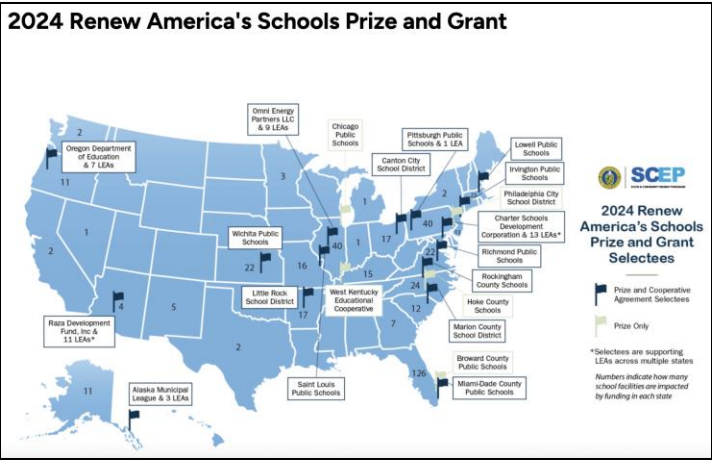 2024 Renew America's Schools Prize and Grant
Omni Energy
Partners LLC
& 9 LEAs
Chicago
Public
Schools
Pittsburgh Public
Schools & 1 LEA
Lowell Public
Schools
Oregon Department
of Education
& 7 LEAs
Canton City
School District
Irvington Public
Schools
Philadelphia City
School District
Charter Schools
Development
Corporation & 13 LEAs*
Wichita Public
Schools
Richmond Public
Schools
Rockingham
County Schools
Little Rock
School District
West Kentucky
Educational
Cooperative
Hoke County
Schools
Marion County
School District
Raza Development
Fund, Inc &
11 LEAs*
Broward County
Public Schools
Miami-Dade County
Public Schools
Saint Louis
Public Schools
Alaska Municipal
League & 3 LEAs
2
11
2
1
4
5
2
3
22
16
17
40
1
1
17
15
40
2
22
24
12
7
126
11
SCEP
2024 Renew
America's Schools
Prize and Grant
Selectees
Prize and Cooperative
Agreement Selectees
Prize Only
*Selectees are supporting
LEAs across multiple states
Numbers indicate how many
school facilities are impacted
by funding in each state